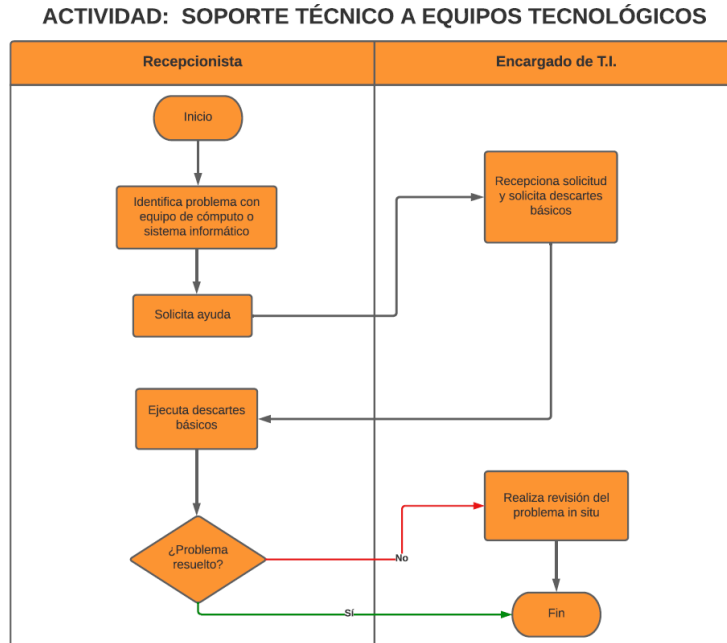 ACTIVIDAD: SOPORTE TÉCNICO A EQUIPOS TECNOLÓGICOS
Recepcionista
Encargado de T.I.
Inicio
Identifica problema con
equipo de cómputo o
sistema informático
Recepciona solicitud
y solicita descartes
básicos
Solicita ayuda
Ejecuta descartes
básicos
¿Problema
resuelto?
No
Realiza revisión del
problema in situ
Sí
Fin